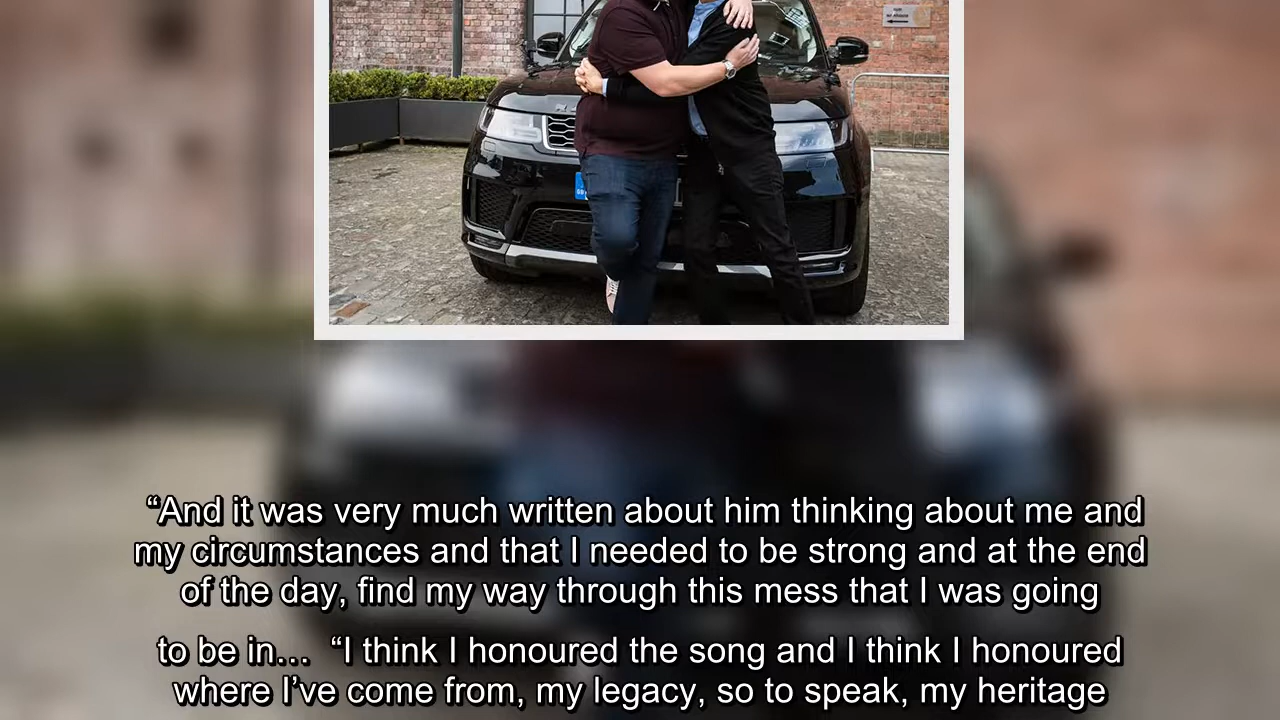 “And it was very much written about him thinking about me and
my circumstances and that I needed to be strong and at the end
of the day, find my way through this mess that I was going
to be in… “I think I honoured the song and I think I honoured
where I’ve come from, my legacy, so to speak, my heritage